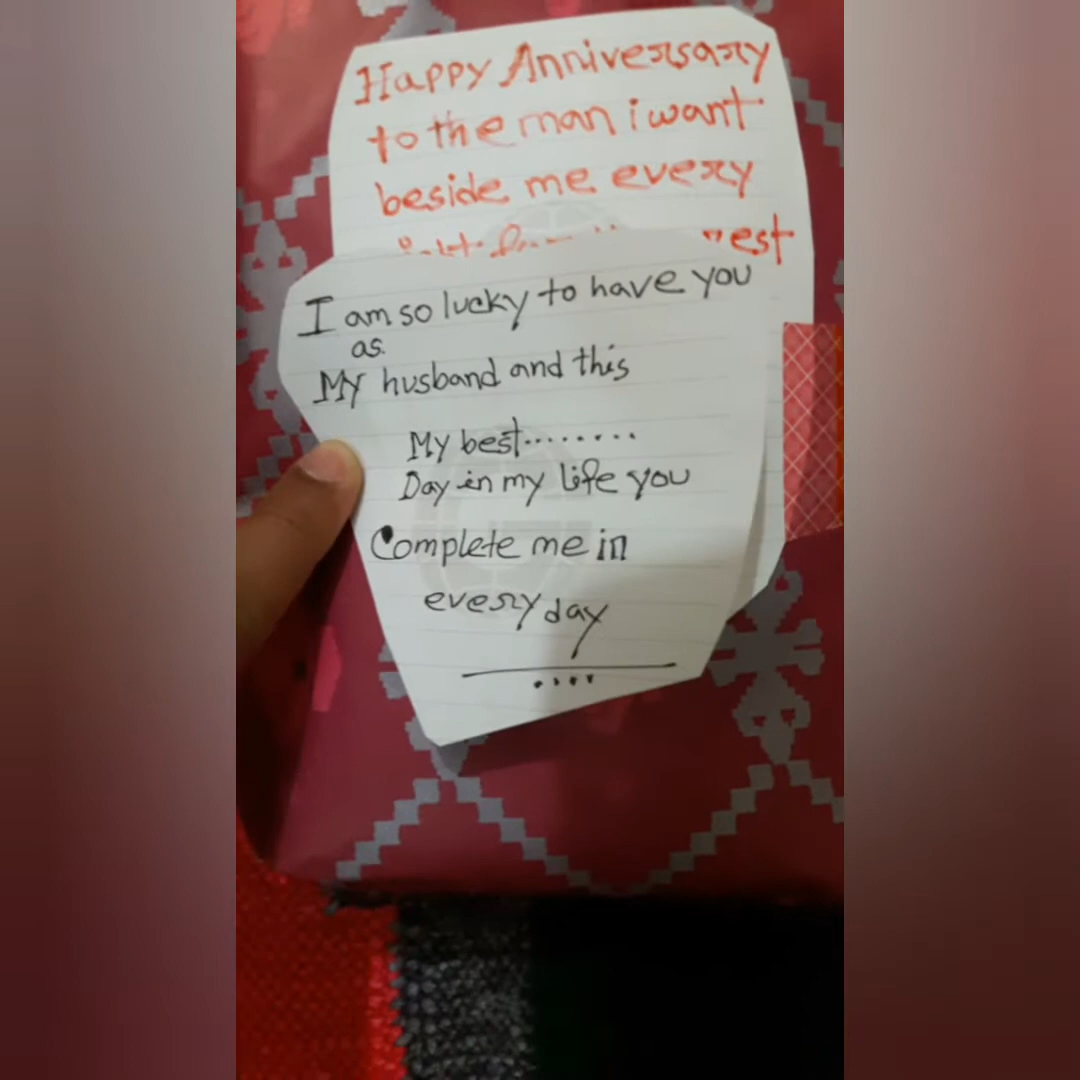 Happy Anniversary
to the man i want
beside me every
rest
I am so lucky to have you
as.
My husband and this
My best........
Day in my life you
Complete me in
every day
....